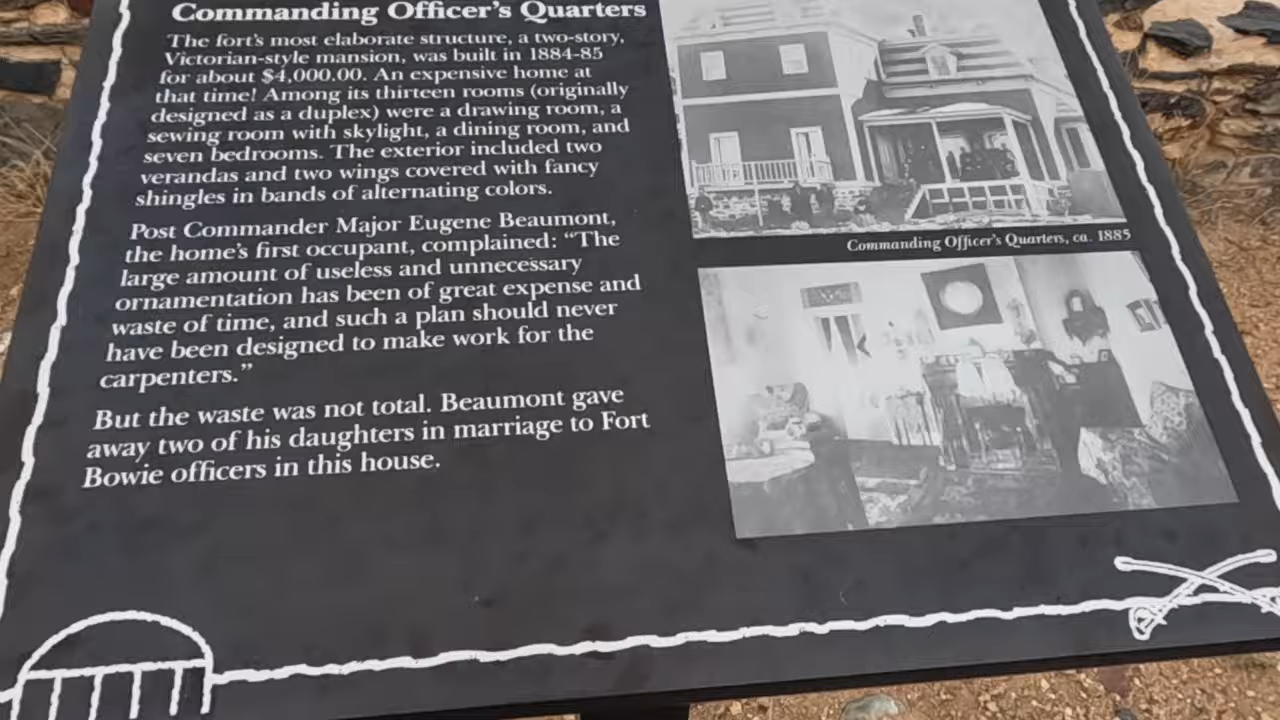 Commanding Officer's Quarters
The fort's most elaborate structure, a two-story,
Victorian-style mansion, was built in 1884-85
for about $4,000.00. An expensive home at
that time! Among its thirteen rooms (originally
designed as a duplex) were a drawing room, a
sewing room with skylight, a dining room, and
seven bedrooms. The exterior included two
verandas and two wings covered with fancy
shingles in bands of alternating colors.
Post Commander Major Eugene Beaumont,
the home's first occupant, complained: “The
large amount of useless and unnecessary
ornamentation has been of great expense and
waste of time, and such a plan should never
have been designed to make work for the
carpenters.”
But the waste was not total. Beaumont gave
away two of his daughters in marriage to Fort
Bowie officers in this house.
Commanding Officer's Quarters, ca. 1885